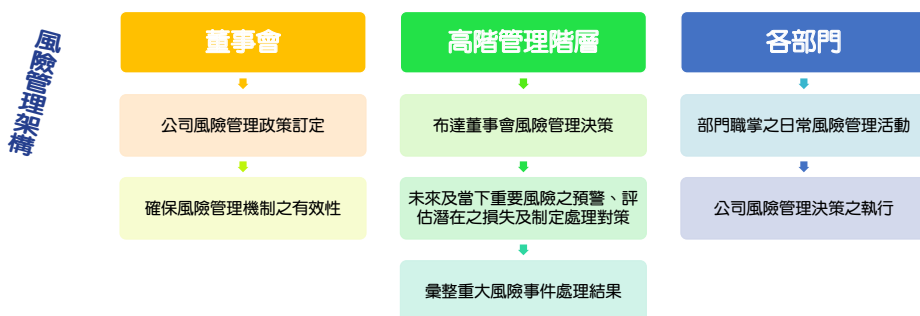 風險管理架構
董事會
公司風險管理政策訂定
確保風險管理機制之有效性
高階管理階層
布達董事會風險管理決策
未來及當下重要風險之預警、評
估潛在之損失及制定處理對策
彙整重大風險事件處理結果
各部門
部門職掌之日常風險管理活動
公司風險管理決策之執行